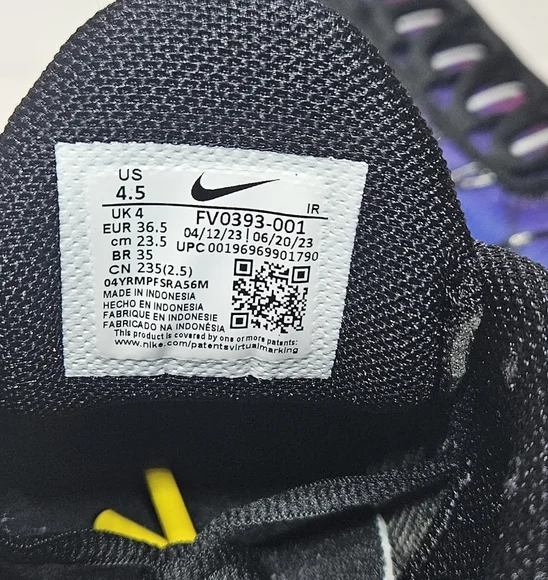 US
4.5
IR
UK 4
FV0393-001
EUR 36.5
04/12/23 | 06/20/23
cm 23.5
UPC 00196969901790
BR 35
CN 235(2.5)
04YRMPFSRA56M
MADE IN INDONESIA
HECHO EN INDONESIA
FABRIQUE EN INDONESIE
FABRICADO NA INDONÉSIA
This product is covered by one or more patents:
www.nike.com/patentsvirtualmarking